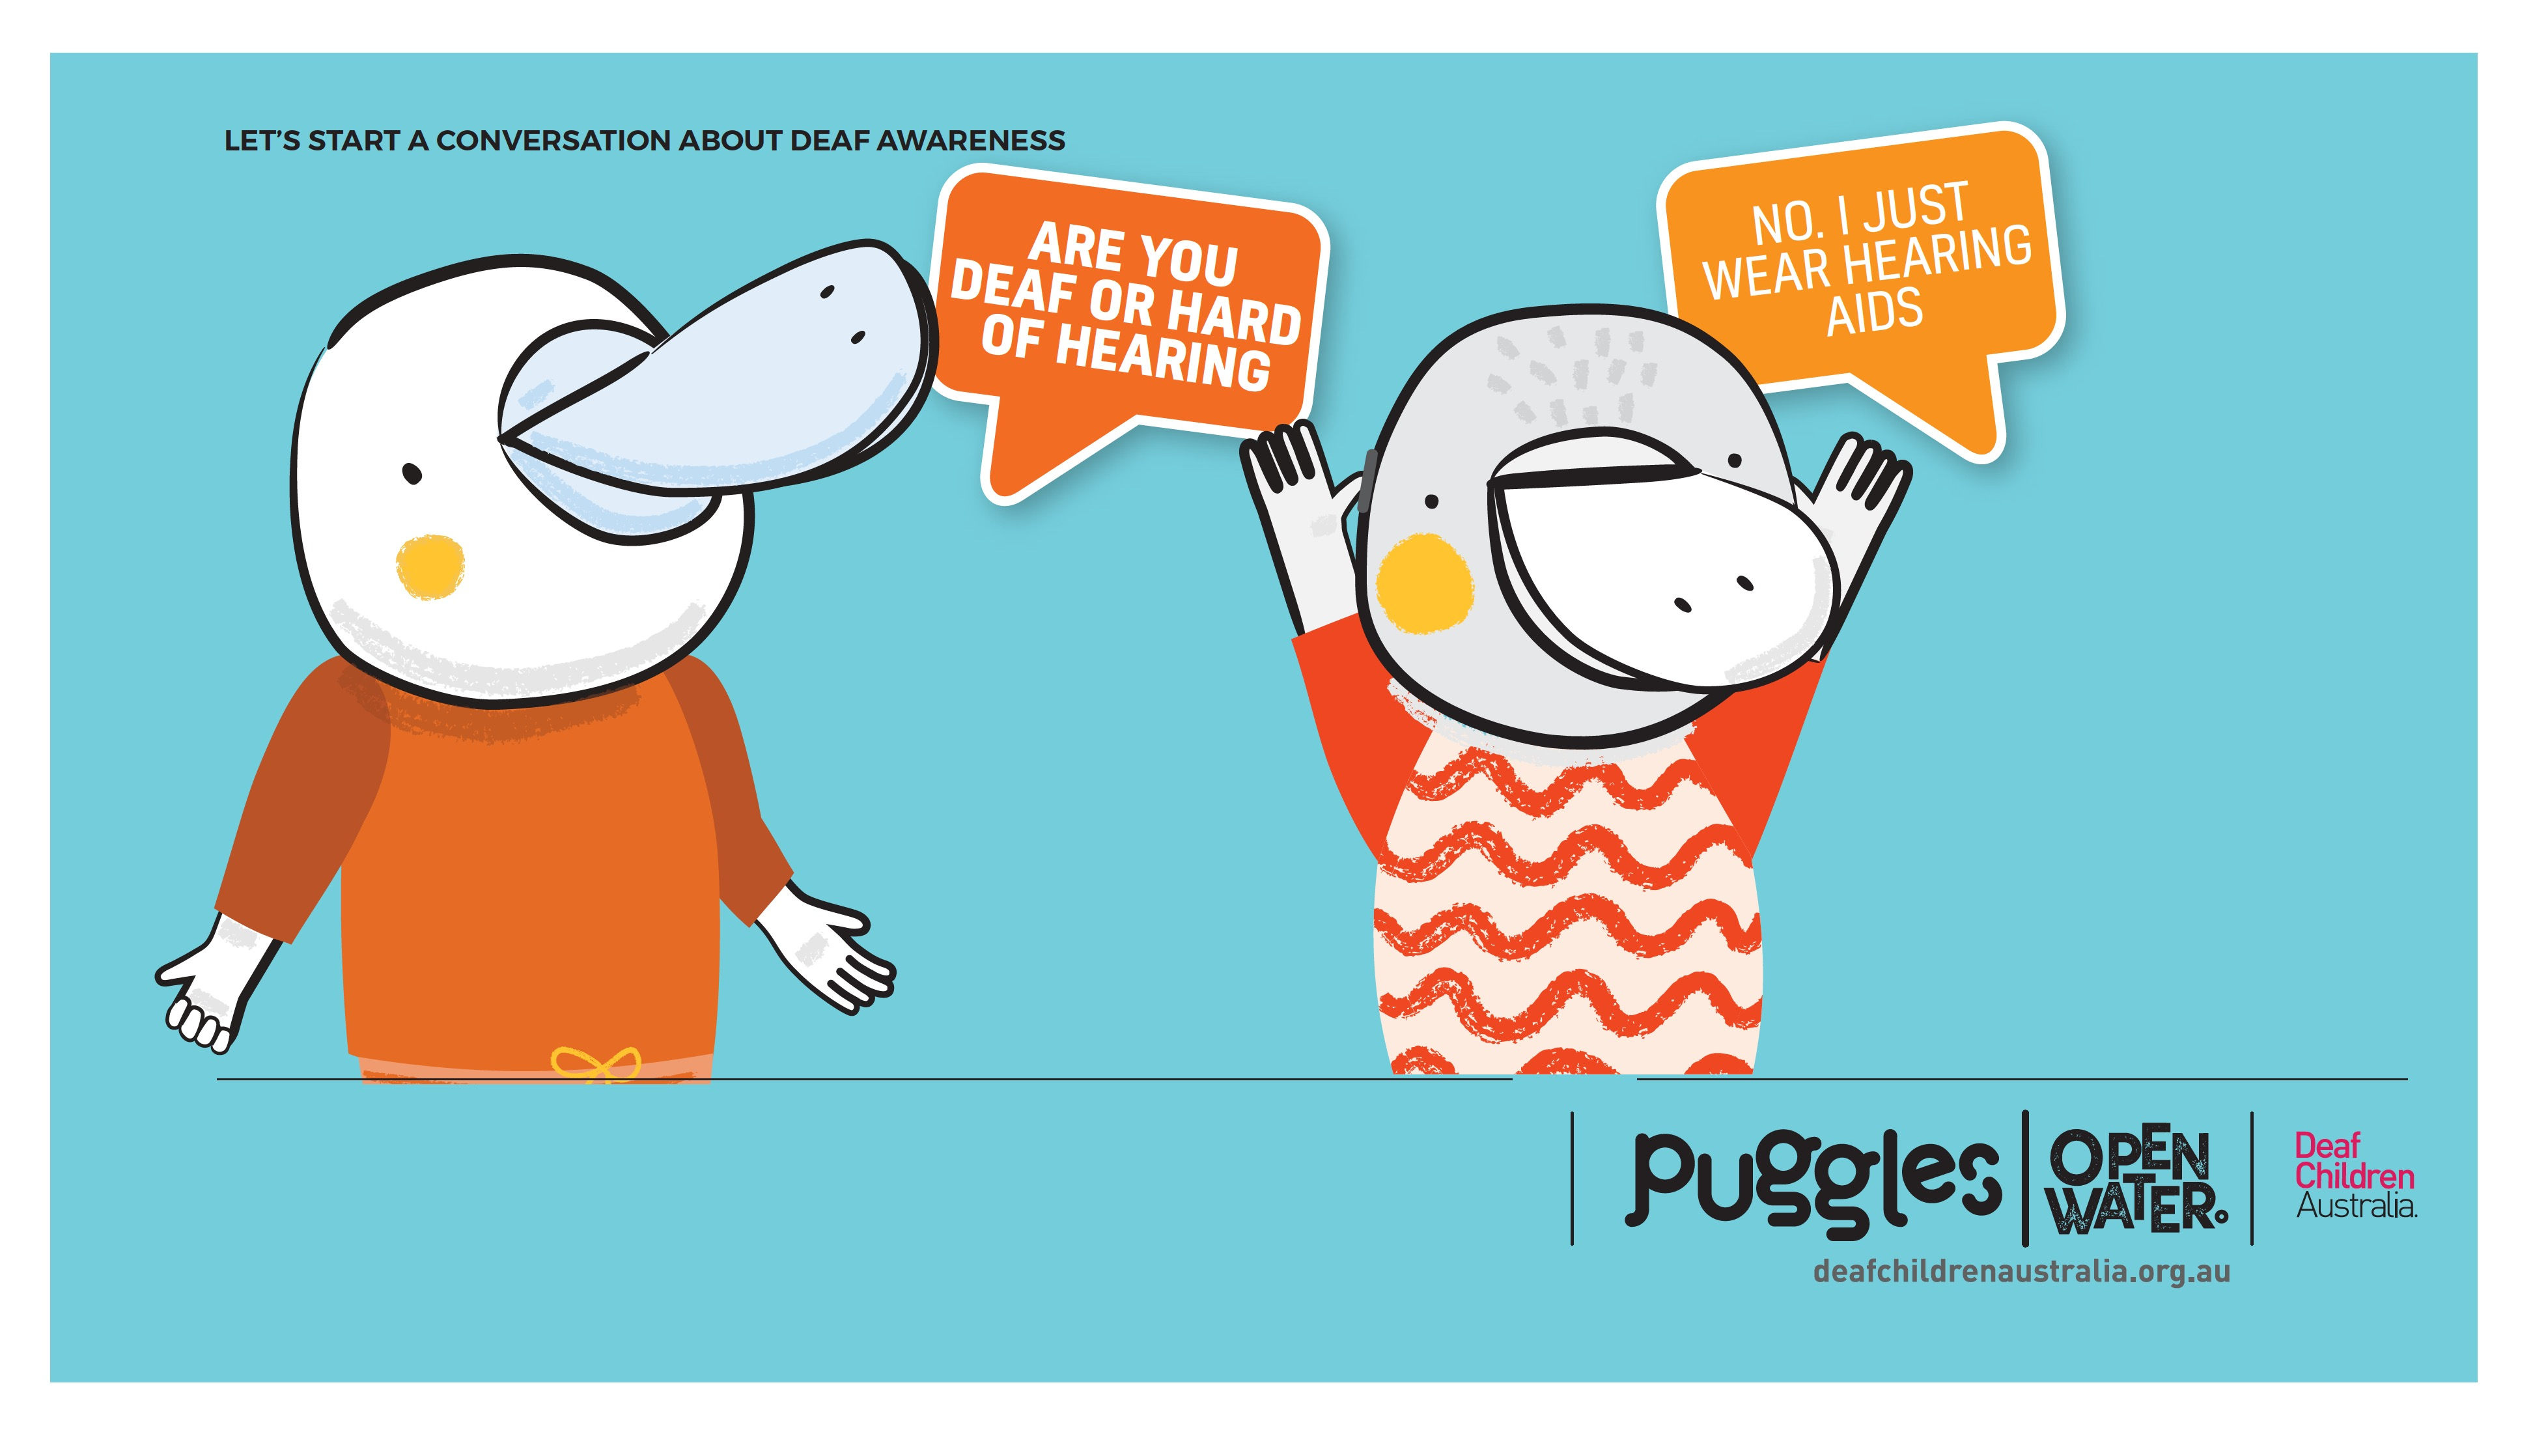 LET'S START A CONVERSATION ABOUT DEAF AWARENESS
ARE YOU
DEAF OR HARD
OF HEARING
NO. I JUST
WEAR HEARING
AIDS
puggles
OPEN
WATER.
Deaf
Children
Australia.
deafchildrenaustralia.org.au